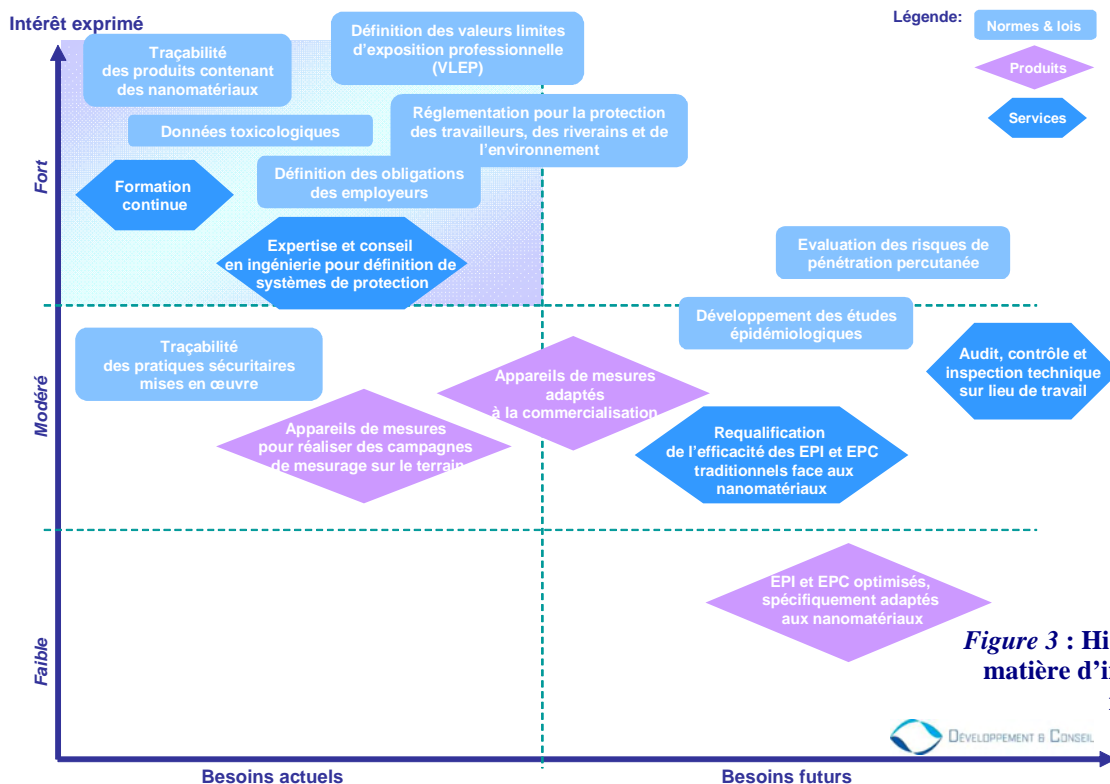 Intérêt exprimé
Légende:
Normes & lois
Produits
Services
Traçabilité
des produits contenant
des nanomatériaux
Définition des valeurs limites
d'exposition professionnelle
(VLEP)
Données toxicologiques
Réglementation pour la protection
des travailleurs, des riverains et de
l'environnement
Formation
continue
Définition des obligations
des employeurs
Expertise et conseil
en ingénierie pour définition de
systèmes de protection
Evaluation des risques de
pénétration percutanée
Fort
Développement des études
épidémiologiques
Traçabilité
des pratiques sécuritaires
mises en œuvre
Appareils de mesures
adaptés
à la commercialisation
Audit, contrôle et
inspection technique
sur lieu de travail
Appareils de mesures
pour réaliser des campagnes
de mesurage sur le terrain
Requalification
de l'efficacité des EPI et EPC
traditionnels face aux
nanomatériaux
Modéré
EPI et EPC optimisés,
spécifiquement adaptés
aux nanomatériaux
Faible
Figure 3 : Hi
matière d'i
DÉVELOPPEMENT & CONSEIL
Besoins actuels
Besoins futurs